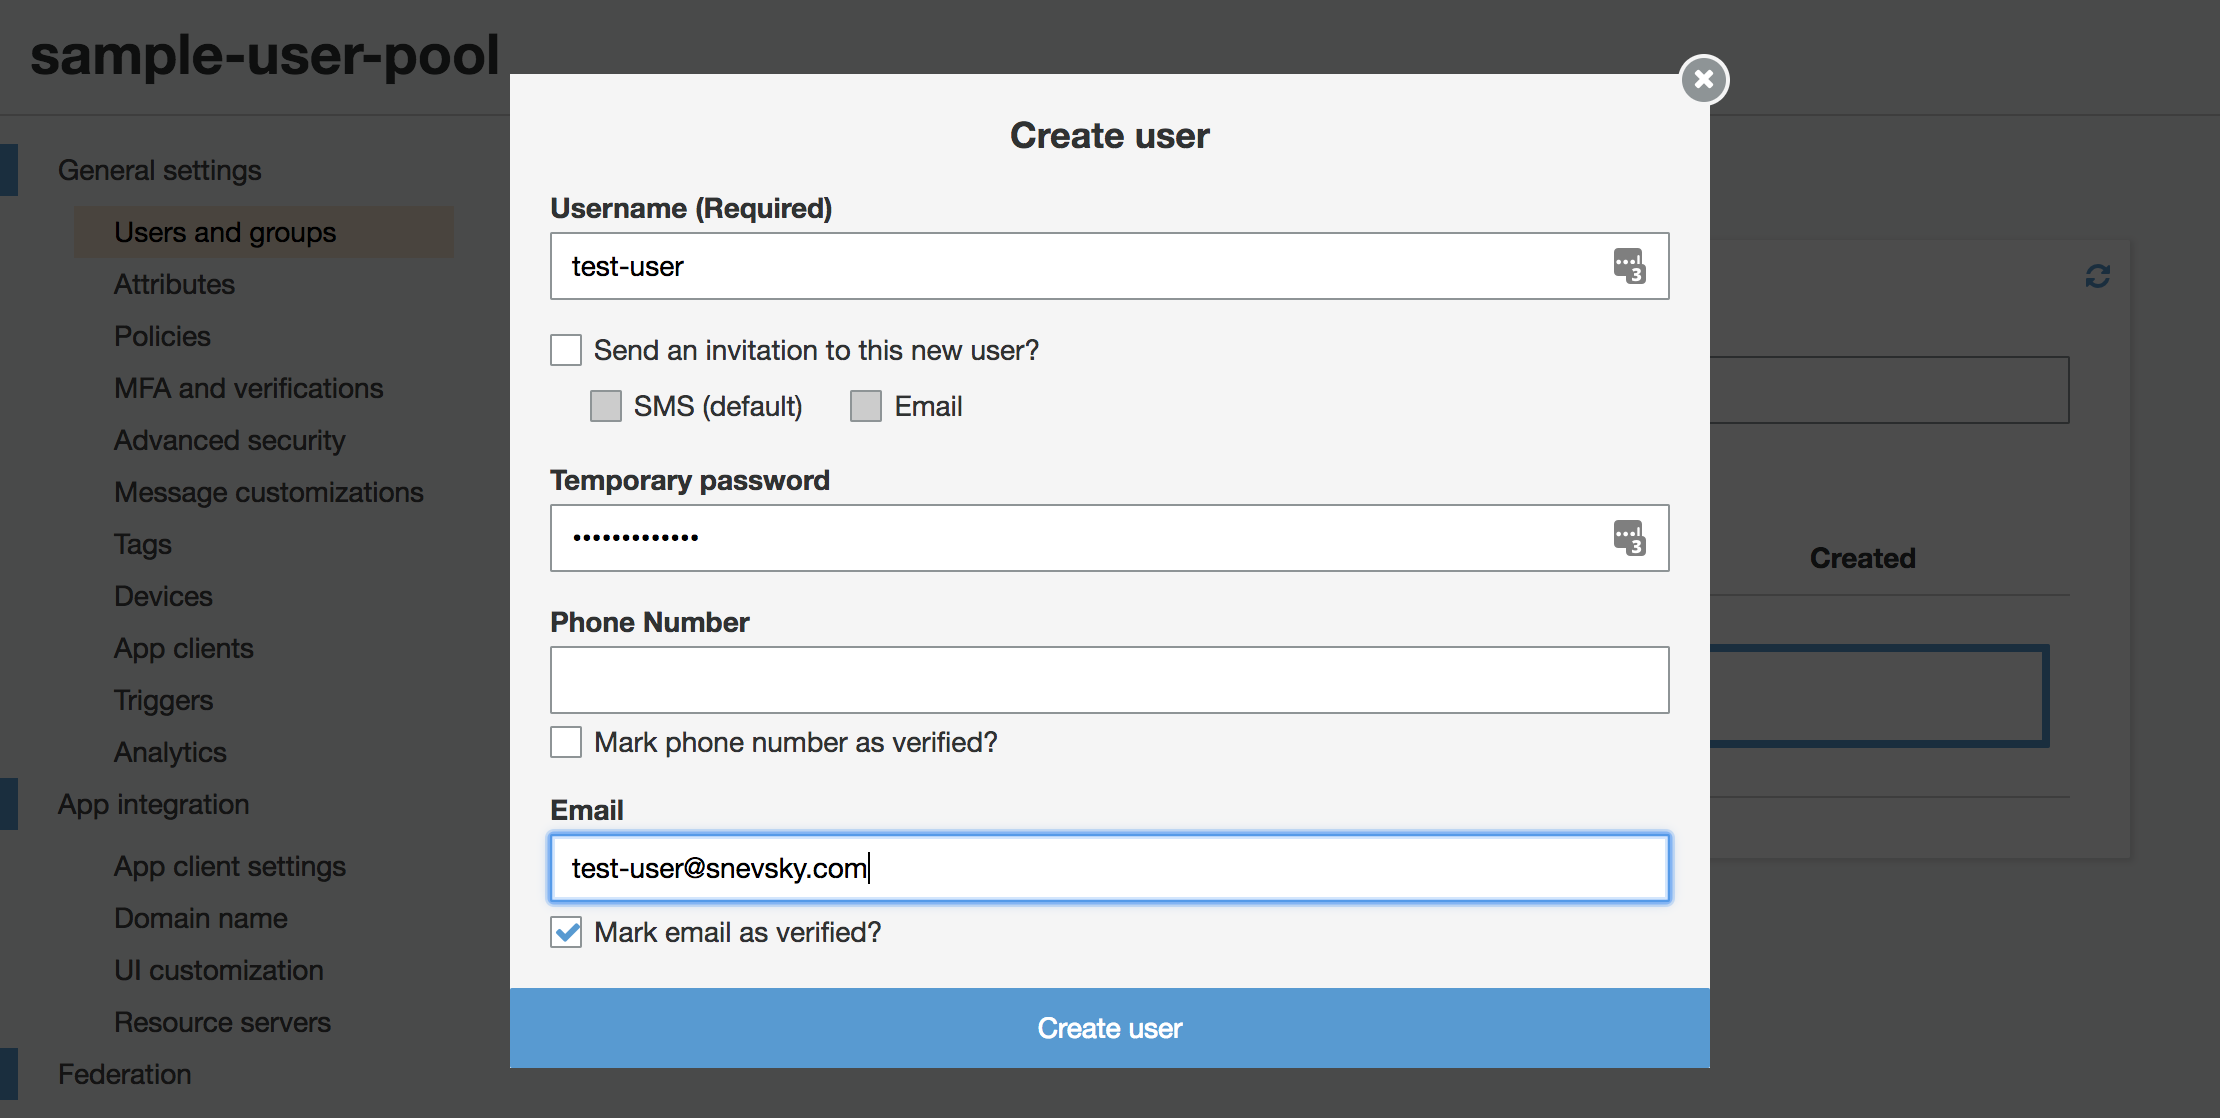 sample-user-pool
General settings
Users and groups
Attributes
Policies
MFA and verifications
Advanced security
Message customizations
Tags
Devices
App clients
Triggers
Analytics
App integration
App client settings
Domain name
UI customization
Resource servers
Federation
Create user
Username (Required)
test-user
3
Send an invitation to this new user?
SMS (default) Email
Temporary password
•••••••••••••
3
Phone Number
Mark phone number as verified?
Email
test-user@snevsky.com
Mark email as verified?
Create user
Created